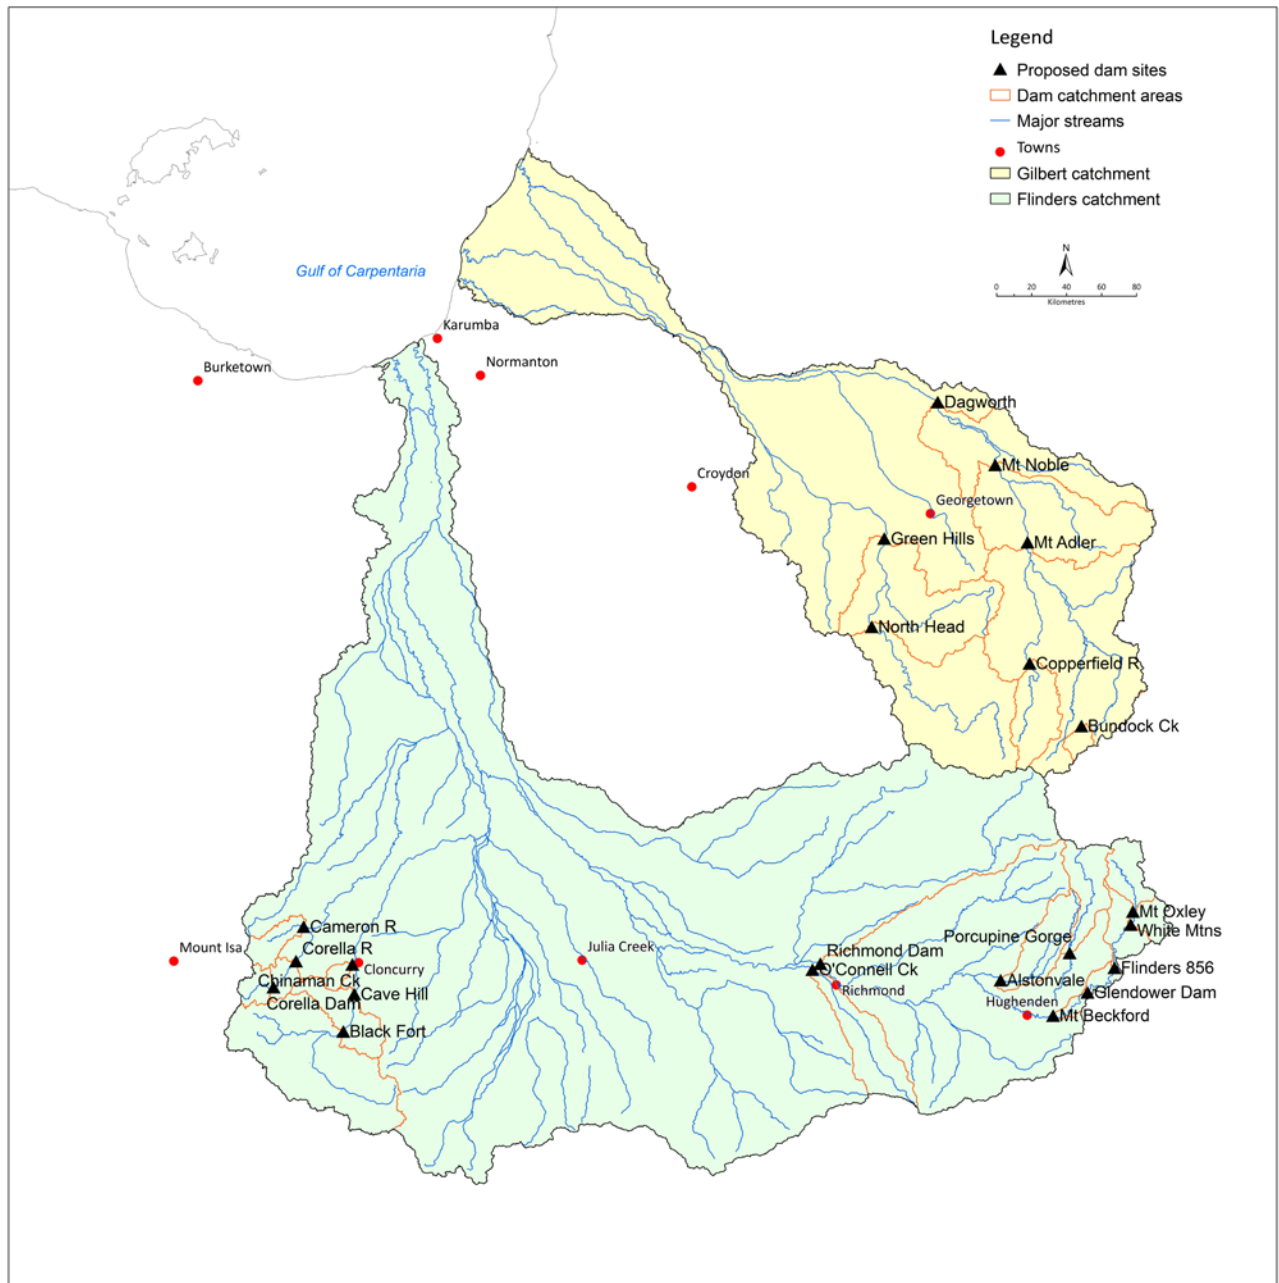 Legend
Proposed dam sites
Dam catchment areas
Major streams
Towns
Gilbert catchment
Flinders catchment
N
0 20 40 60 80
Kilometres
Gulf of Carpentaria
Karumba
Burketown
Normanton
Dagworth
Croydon
Mt Noble
Georgetown
Green Hills
Mt Adler
North Head
Copperfield R
Bundock Ck
Mt Oxley
Cameron R
White Mtns
Porcupine Gorge
Mount Isa
Corella R
Julia Creek
Richmond Dam
Cloncurry
O'Connell Ck
Flinders 856
Chinaman Ck
Alstonvale
Richmond
Cave Hill
Glendower Dam
Corella Dam
Hughenden
Mt Beckford
Black Fort